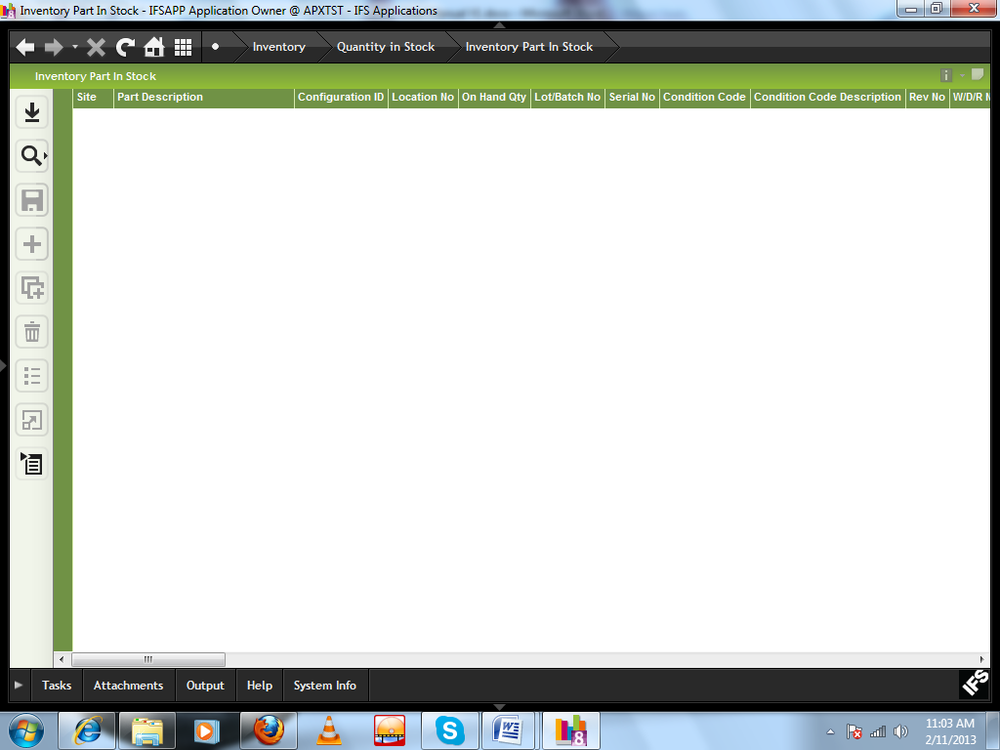 Inventory Part In Stock - IFSAPP Application Owner @ APXTST - IFS Applications
Inventory
Quantity in Stock
Inventory Part In Stock
Inventory Part In Stock
Site Part Description Configuration ID Location No On Hand Qty Lot/Batch No Serial No Condition Code Condition Code Description Rev No W/D/R N
Tasks Attachments Output Help System Info
IFS
11:03 AM
2/11/2013